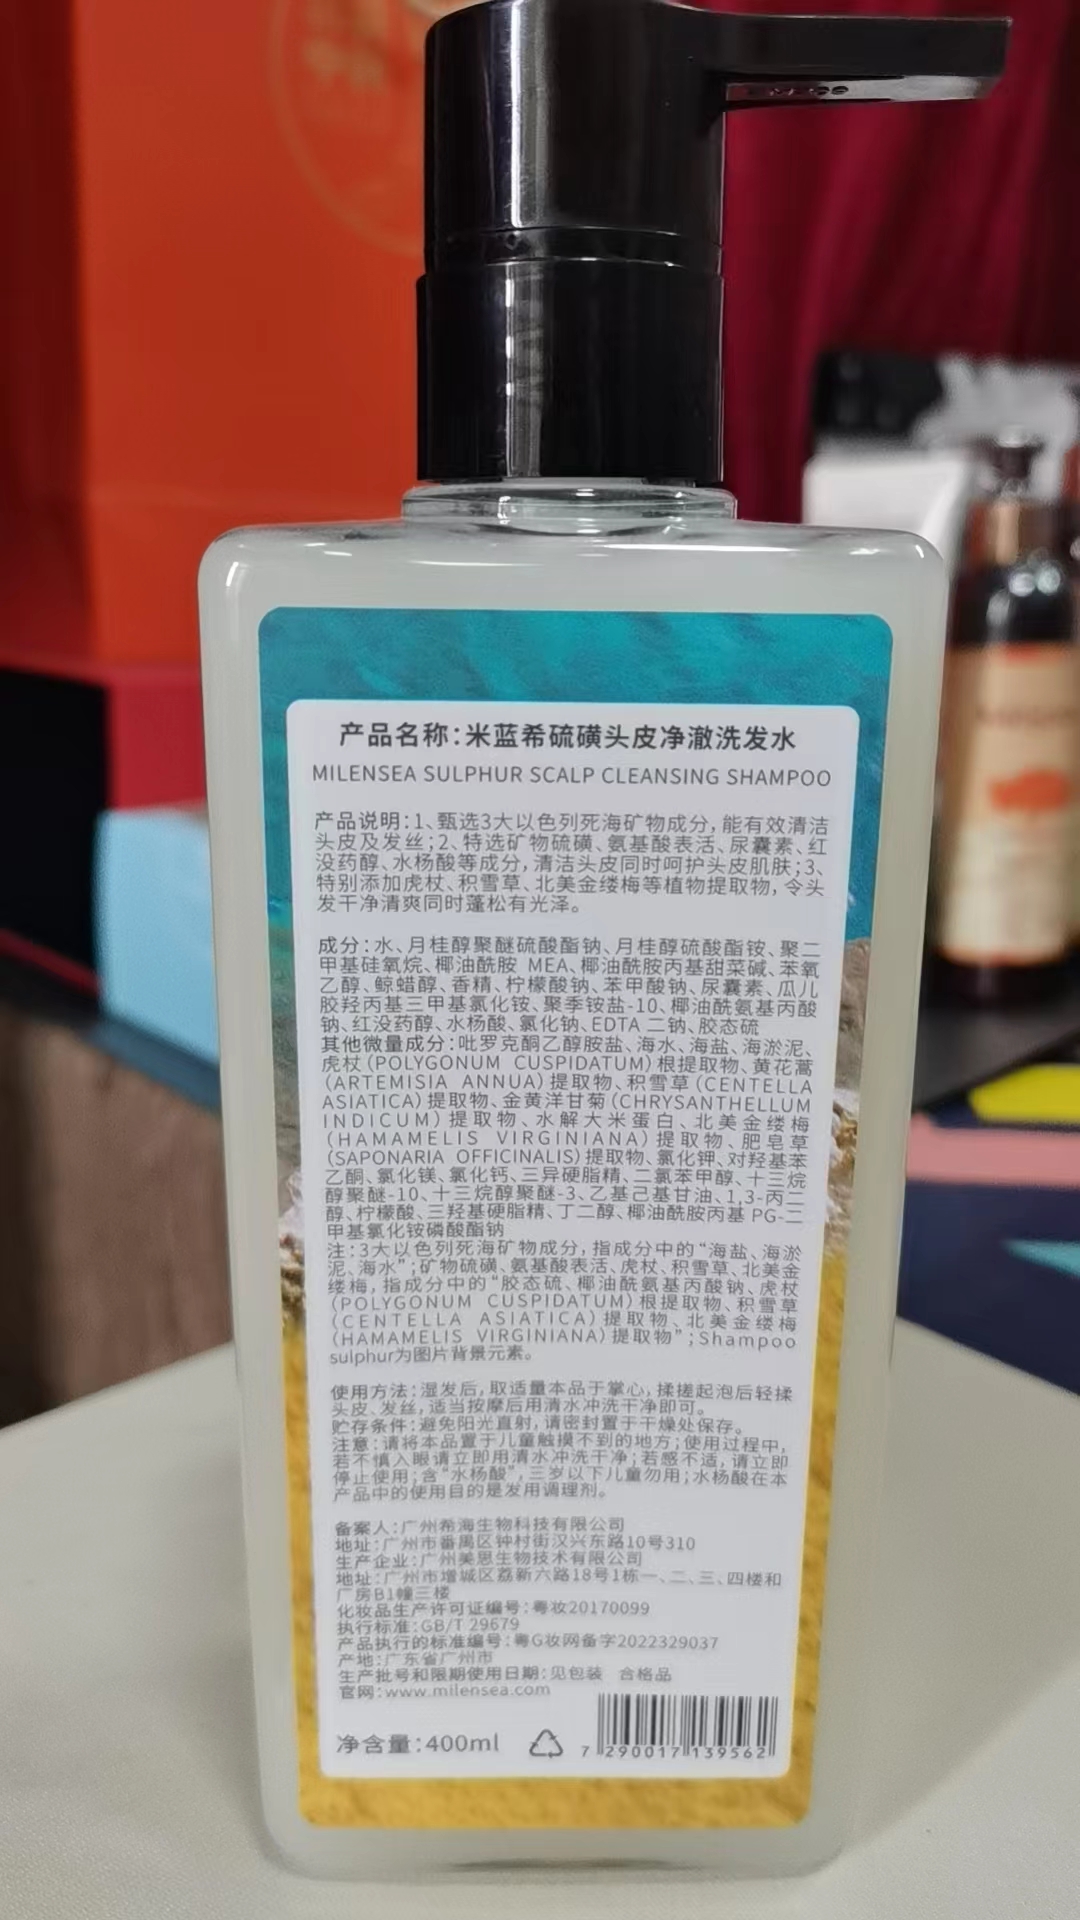 产品名称:米蓝希硫磺头皮净澈洗发水
MILENSEA SULPHUR SCALP CLEANSING SHAMPOO
产品说明:1、甄选3大以色列死海矿物成分,能有效清洁
头皮及发丝;2、特选矿物硫磺、氨基酸表活、尿囊素、红
没药醇、水杨酸等成分,清洁头皮同时呵护头皮肌肤;3、
特别添加虎杖、积雪草、北美金缕梅等植物提取物,令头
发干净清爽同时蓬松有光泽。
成分:水、月桂醇聚醚硫酸酯钠、月桂醇硫酸酯铵、聚二
甲基硅氧烷、椰油酰胺 MEA、椰油酰胺丙基甜菜碱、苯氧
乙醇、鲸蜡醇、香精、柠檬酸钠、苯甲酸钠、尿囊素、瓜儿
胶羟丙基三甲基氯化铵、聚季铵盐-10、椰油酰氨基丙酸
钠、红没药醇、水杨酸、氯化钠、EDTA 二钠、胶态硫
其他微量成分:吡罗克酮乙醇胺盐、海水、海盐、海淤泥、
虎杖(POLYGONUM CUSPIDATUM)根提取物、黄花蒿
(ARTEMISIA ANNUA)提取物、积雪草(CENTELLA
ASIATICA)提取物、金黄洋甘菊(CHRYSANTHELLUM
INDICUM)提取物、水解大米蛋白、北美金缕梅
(HAMAMELIS VIRGINIANA)提取物、肥皂草
(SAPONARIA OFFICINALIS)提取物、氯化钾、对羟基苯
乙酮、氯化镁、氯化钙、三异硬脂精、二氯苯甲醇、十三烷
醇聚醚-10、十三烷醇聚醚-3、乙基己基甘油、1,3-丙二
醇、柠檬酸、三羟基硬脂精、丁二醇、椰油酰胺丙基 PG-二
甲基氯化铵磷酸酯钠
注:3大以色列死海矿物成分,指成分中的“海盐、海淤
泥、海水”;矿物硫磺、氨基酸表活、虎杖、积雪草、北美金
缕梅,指成分中的“胶态硫、椰油酰氨基丙酸钠、虎杖
(POLYGONUM CUSPIDATUM)根提取物、积雪草
(CENTELLA ASIATICA)提取物、北美金缕梅
(HAMAMELIS VIRGINIANA)提取物”;Shampoo
sulphur为图片背景元素。
使用方法:湿发后,取适量本品于掌心,揉搓起泡后轻揉
头皮、发丝,适当按摩后用清水冲洗干净即可。
贮存条件:避免阳光直射,请密封置于干燥处保存。
注意:请将本品置于儿童触摸不到的地方;使用过程中,
若不慎入眼请立即用清水冲洗干净;若感不适,请立即
停止使用;含“水杨酸”,三岁以下儿童勿用;水杨酸在本
产品中的使用目的是发用调理剂。
备案人:广州希海生物科技有限公司
地址:广州市番禺区钟村街汉兴东路10号310
生产企业:广州美思生物技术有限公司
地址:广州市增城区荔新六路18号1栋一、二、三、四楼和
厂房B1幢三楼
化妆品生产许可证编号:粤妆20170099
执行标准:GB/T 29679
产品执行的标准编号:粤G妆网备字2022329037
产地:广东省广州市
生产批号和限期使用日期:见包装 合格品
官网:www.milensea.com
净含量:400ml
7 290017 139562